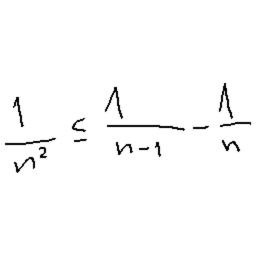 1/n² ≤ 1/(n-1) - 1/n